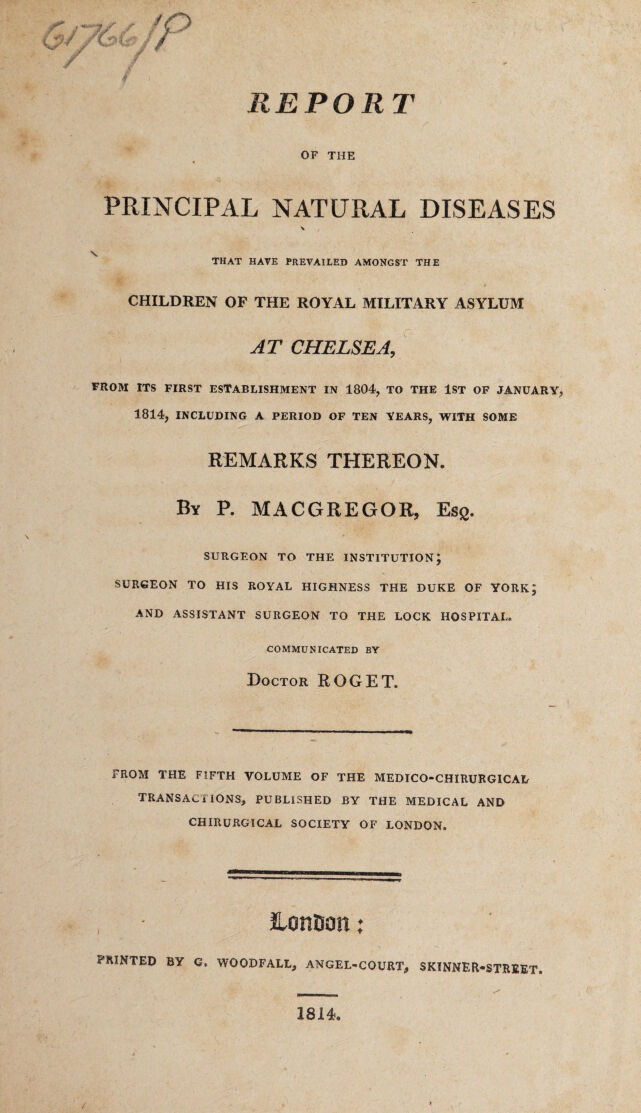 61766/P
REPORT
OF THE
PRINCIPAL NATURAL DISEASES
THAT HAVE PREVAILED AMONGST THE
CHILDREN OF THE ROYAL MILITARY ASYLUM
AT CHELSEA,
FROM ITS FIRST ESTABLISHMENT IN 1804, TO THE 1ST OF JANUARY,
1814, INCLUDING A PERIOD OF TEN YEARS, WITH SOME
REMARKS THEREON.
BY P. MACGREGOR, ESQ.
SURGEON TO THE INSTITUTION;
SURGEON TO HIS ROYAL HIGHNESS THE DUKE OF YORK;
AND ASSISTANT SURGEON TO THE LOCK HOSPITAL.
COMMUNICATED BY
DOCTOR ROGET.
FROM THE FIFTH VOLUME OF THE MEDICO-CHIRURGICAL
TRANSACTIONS, PUBLISHED BY THE MEDICAL AND
CHIRURGICAL SOCIETY OF LONDON.
London:
PRINTED BY G. WOODFALL, ANGEL-COURT, SKINNER-STREET.
1814.